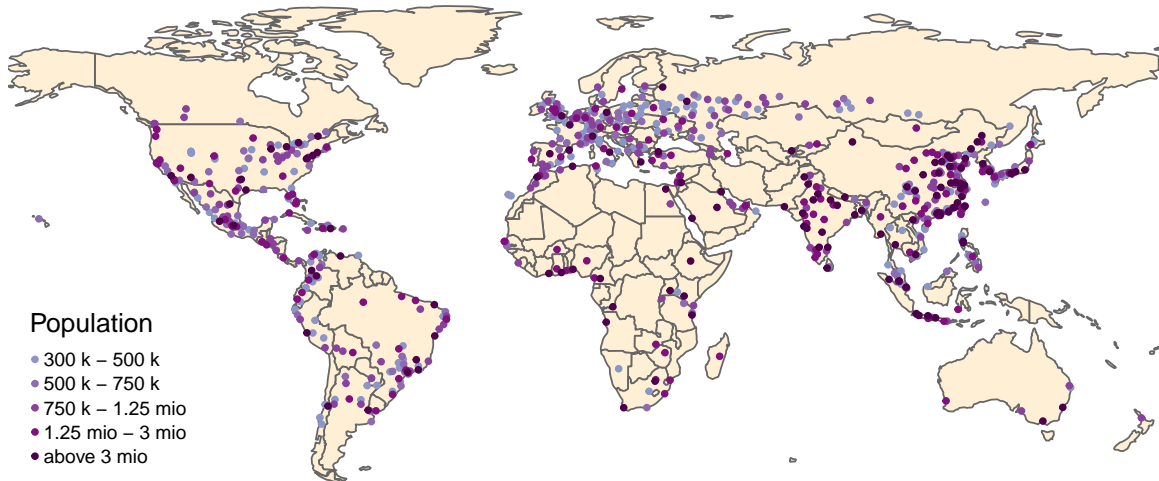 Population
300 k − 500 k
500 k − 750 k
750 k − 1.25 mio
1.25 mio − 3 mio
above 3 mio